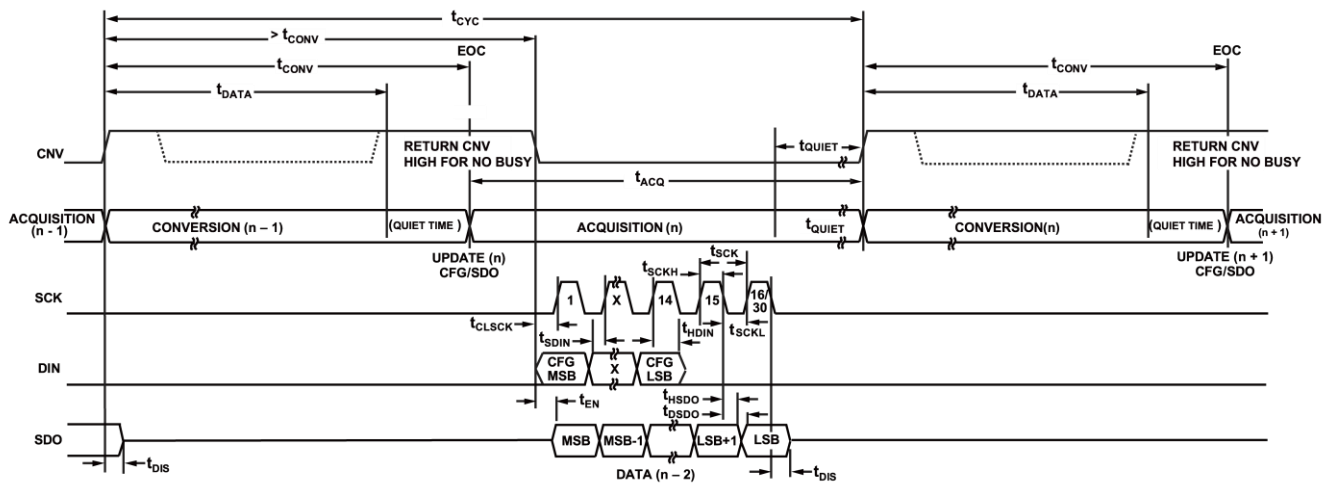 tCYC
> tCONV
EOC
EOC
tCONV
tCONV
tDATA
tDATA
CNV
RETURN CNV
HIGH FOR NO BUSY
tQUIET
RETURN CNV
HIGH FOR NO BUSY
tACQ
ACQUISITION
(n - 1)
CONVERSION (n – 1)
(QUIET TIME)
ACQUISITION (n)
tQUIET
CONVERSION(n)
(QUIET TIME)
ACQUISITION
(n + 1)
UPDATE (n)
CFG/SDO
UPDATE (n + 1)
CFG/SDO
tSCK
tSCKH
SCK
1
X
14
15
16/
30
tCLSCK
tSDIN
tHDIN
tSCKL
DIN
CFG
MSB
X
CFG
LSB
tEN
tHSDO
tDSDO
SDO
MSB
MSB-1
LSB+1
LSB
tDIS
DATA (n – 2)
tDIS